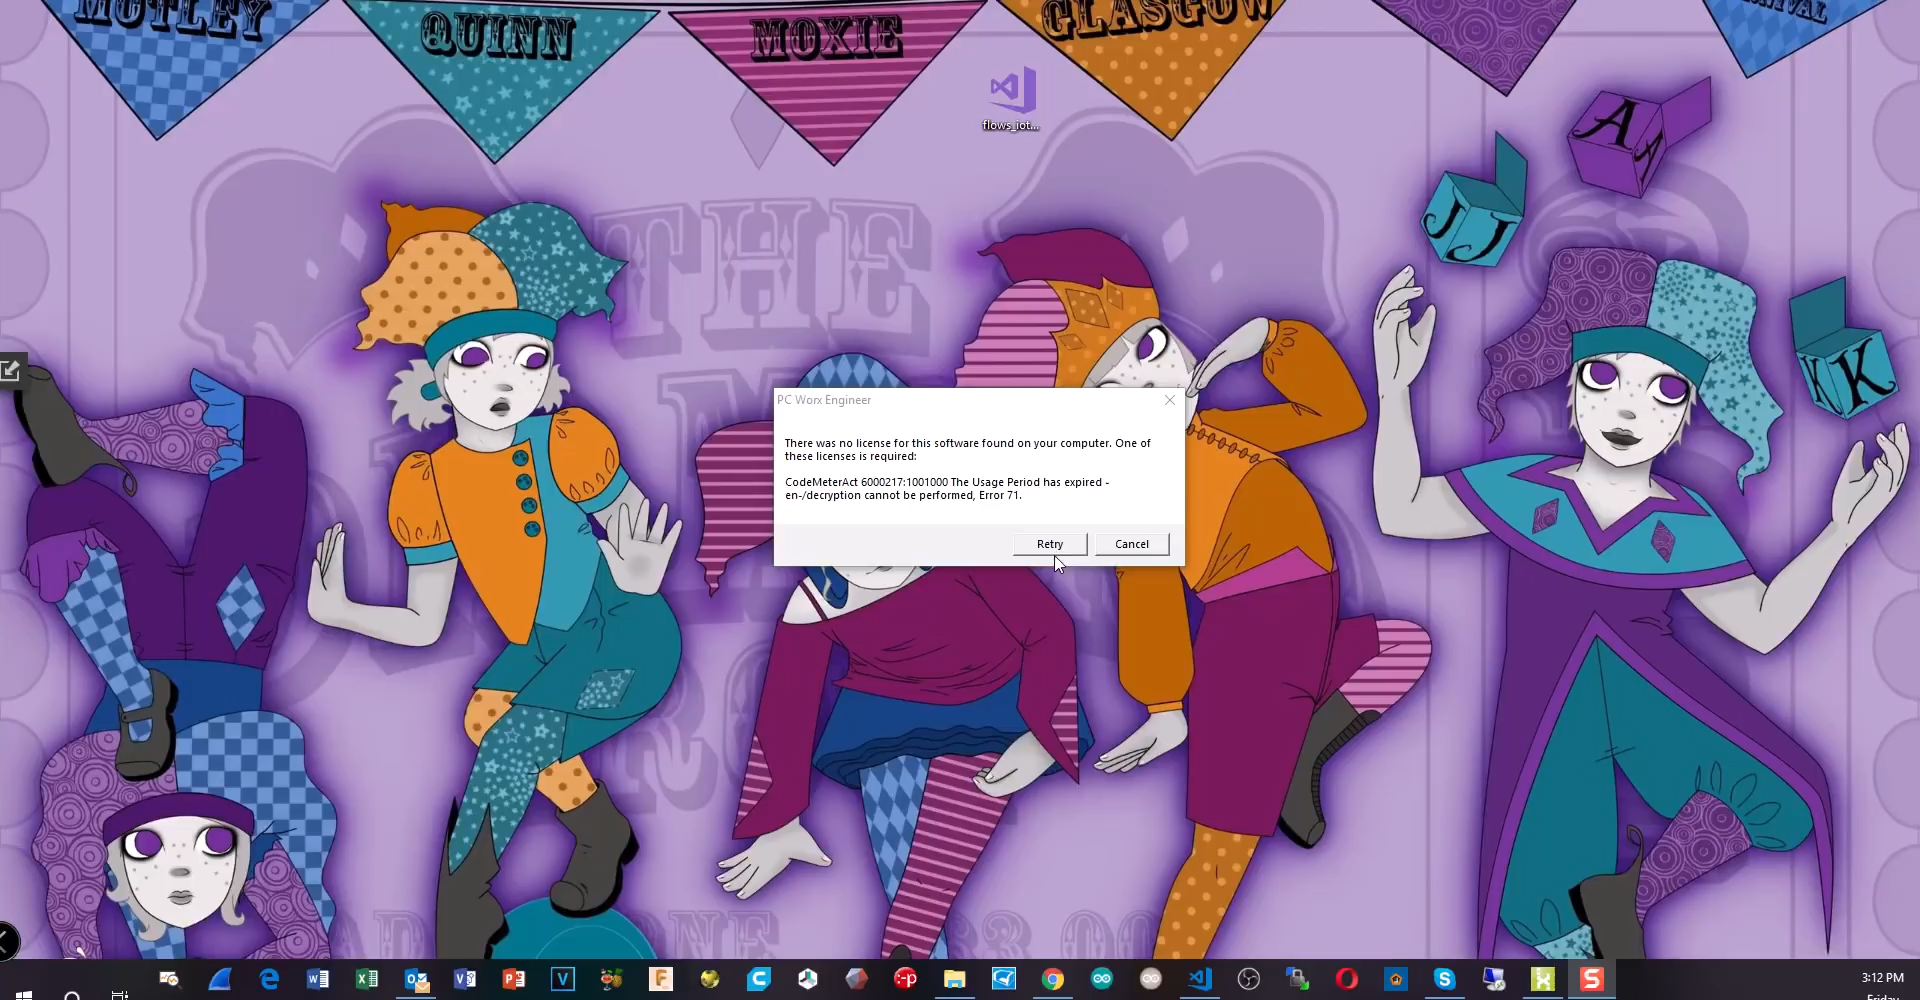 MOTLEY
QUINN
MOXIE
GLASGOW
flows_iot...
A
A
J
J
K
K
THE
PC Worx Engineer
There was no license for this software found on your computer. One of
these licenses is required:
CodeMeterAct 6000217:1001000 The Usage Period has expired -
en-/decryption cannot be performed, Error 71.
Retry
Cancel
3:12 PM
Friday